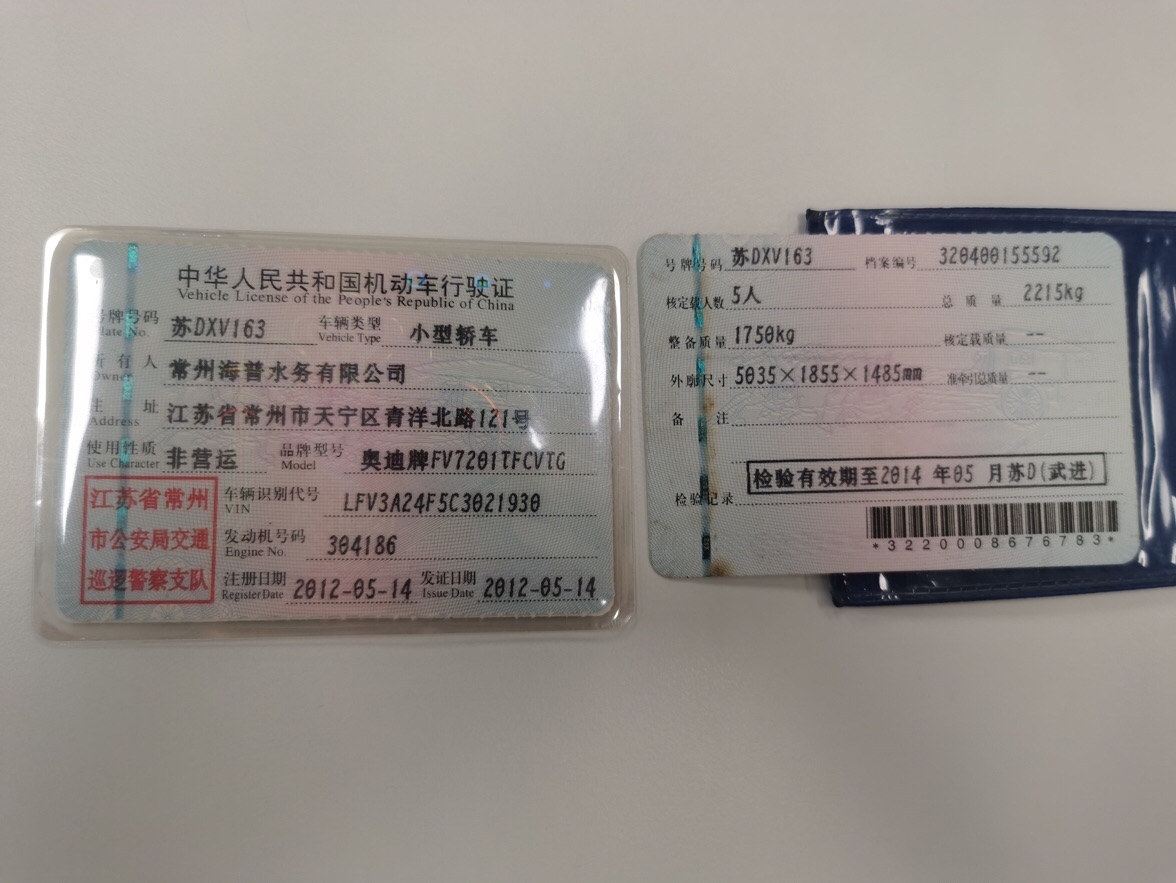 中华人民共和国机动车行驶证
Vehicle License of the People's Republic of China
号牌号码 苏DXV163 车辆类型 小型轿车
Plate No. Vehicle Type
所有人 常州海普水务有限公司
Owner
住址 江苏省常州市天宁区青洋北路121号
Address
使用性质 非营运 品牌型号 奥迪牌FV7201TFCVTG
Use Character Model
江苏省常州
市公安局交通
巡逻警察支队
车辆识别代号 LFV3A24F5C3021930
VIN
发动机号码 304186
Engine No.
注册日期 2012-05-14 发证日期 2012-05-14
Register Date Issue Date
号牌号码 苏DXV163 档案编号 320400155592
核定载人数 5人 总质量 2215kg
整备质量 1750kg 核定载质量 --
外廓尺寸 5035×1855×1485mm 准牵引总质量 --
备注
检验有效期至2014 年05 月苏D(武进)
检验记录
*3220008676783*